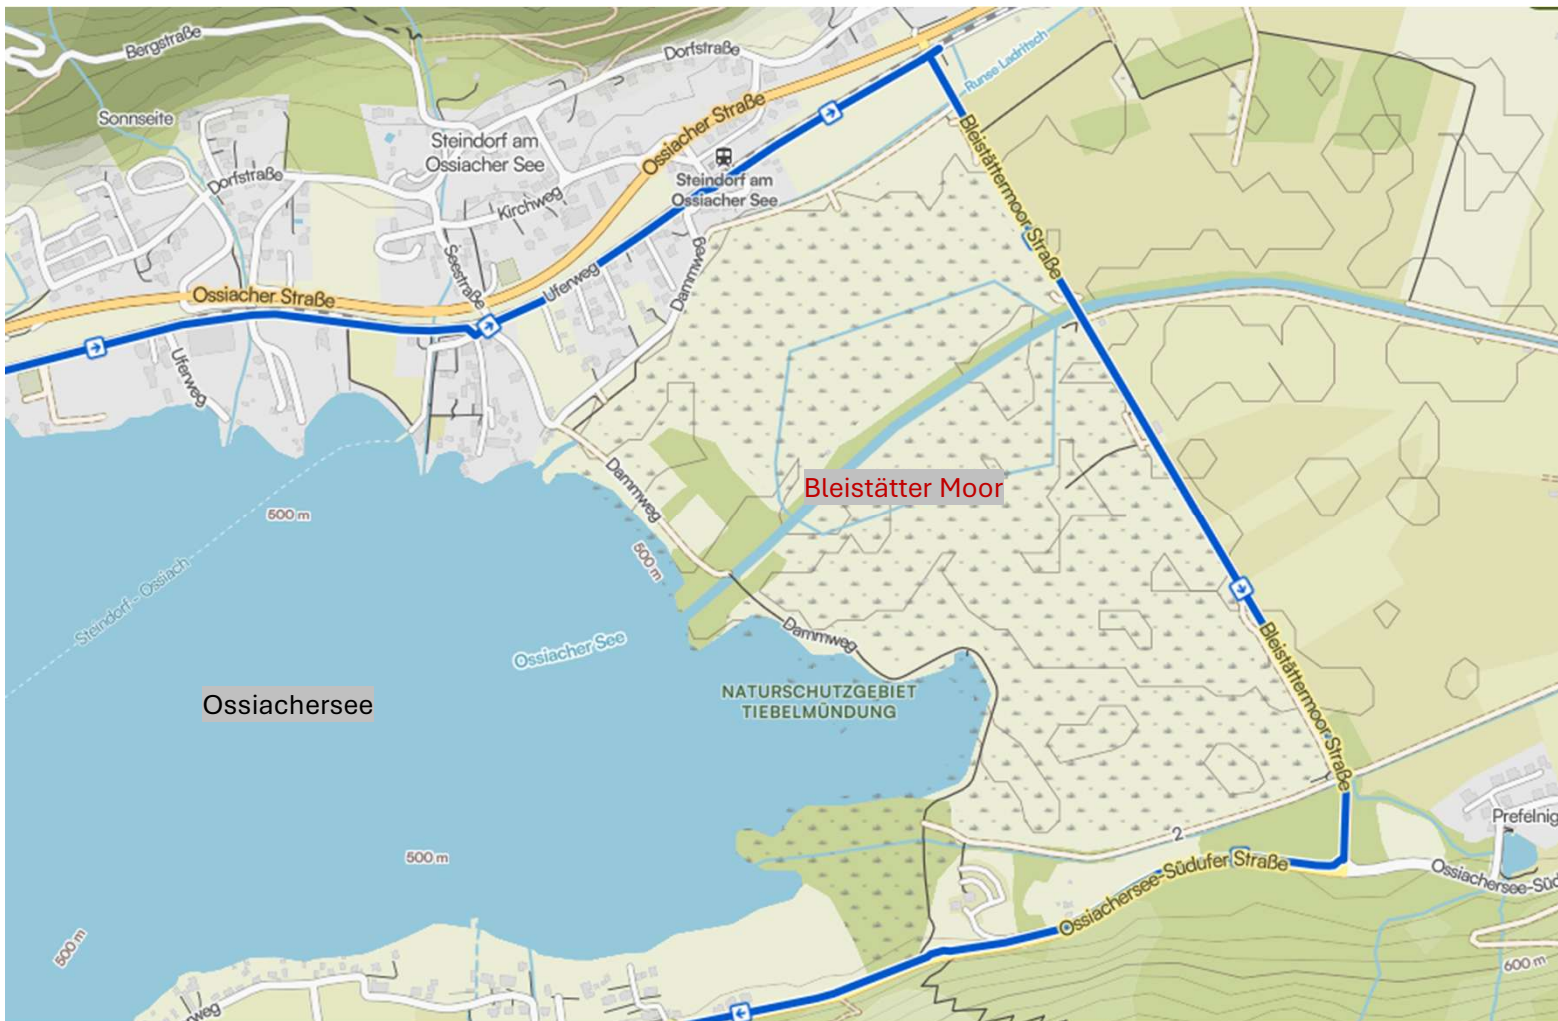 Bergstraße
Dorfstraße
Runse Ladritsch
Sonnseite
Ossiacher Straße
Steindorf am
Ossiacher See
Bleistättermoor Straße
Steindorf am
Ossiacher See
Dorfstraße
Kirchweg
Seestraße
Dammweg
Uferweg
Ossiacher Straße
Uferweg
Dammweg
Bleistätter Moor
500 m
500 m
Steindorf - Ossiach
Ossiacher See
Dammweg
Bleistättermoor Straße
NATURSCHUTZGEBIET
TIEBELMÜNDUNG
Ossiachersee
Prefelnig
2
500 m
Ossiachersee-Südufer Straße
Ossiachersee-Süd
500 m
600 m
weg